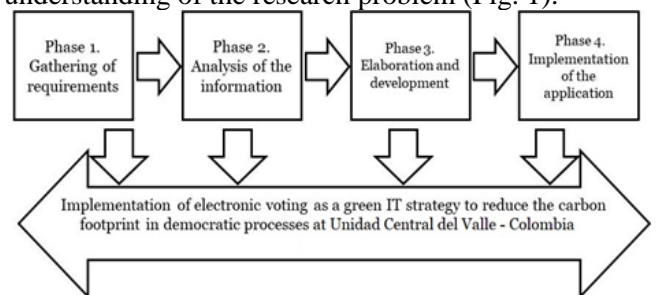 understanding of the research problem (Fig. 1).
Phase 1.
Gathering of
requirements
Phase 2.
Analysis of the
information
Phase 3.
Elaboration and
development
Phase 4.
Implementation
of the
application
Implementation of electronic voting as a green IT strategy to reduce the carbon
footprint in democratic processes at Unidad Central del Valle - Colombia